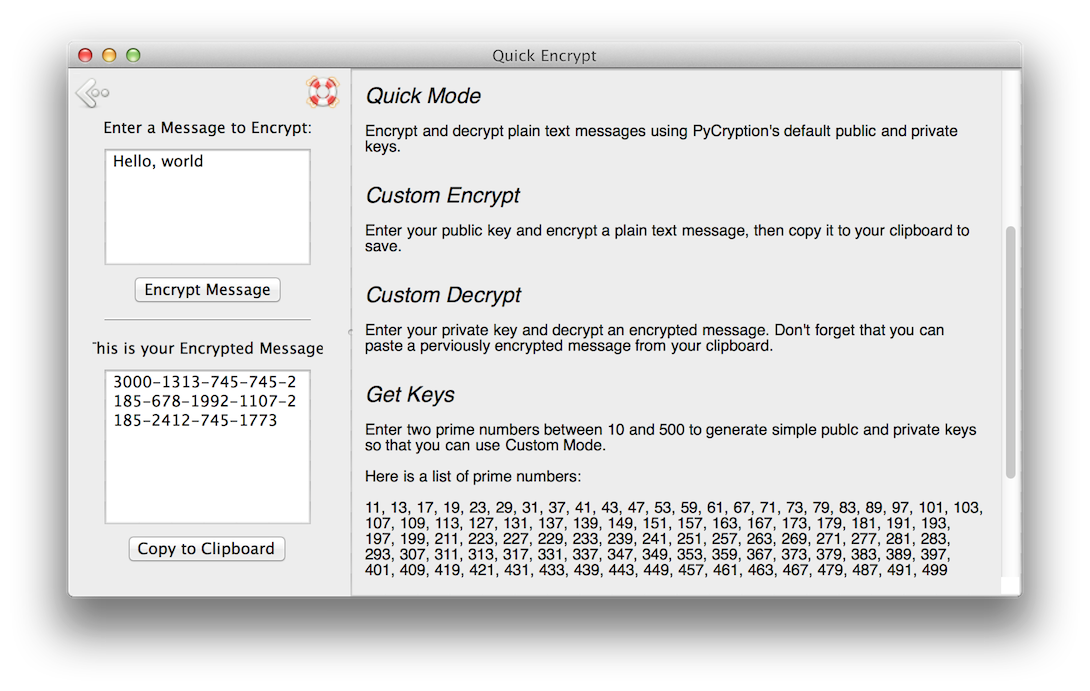 Quick Encrypt
Enter a Message to Encrypt:
Hello, world
Encrypt Message
This is your Encrypted Message
3000-1313-745-745-2
185-678-1992-1107-2
185-2412-745-1773
Copy to Clipboard
Quick Mode
Encrypt and decrypt plain text messages using PyCryption's default public and private
keys.
Custom Encrypt
Enter your public key and encrypt a plain text message, then copy it to your clipboard to
save.
Custom Decrypt
Enter your private key and decrypt an encrypted message. Don't forget that you can
paste a perviously encrypted message from your clipboard.
Get Keys
Enter two prime numbers between 10 and 500 to generate simple publc and private keys
so that you can use Custom Mode.
Here is a list of prime numbers:
11, 13, 17, 19, 23, 29, 31, 37, 41, 43, 47, 53, 59, 61, 67, 71, 73, 79, 83, 89, 97, 101, 103,
107, 109, 113, 127, 131, 137, 139, 149, 151, 157, 163, 167, 173, 179, 181, 191, 193,
197, 199, 211, 223, 227, 229, 233, 239, 241, 251, 257, 263, 269, 271, 277, 281, 283,
293, 307, 311, 313, 317, 331, 337, 347, 349, 353, 359, 367, 373, 379, 383, 389, 397,
401, 409, 419, 421, 431, 433, 439, 443, 449, 457, 461, 463, 467, 479, 487, 491, 499